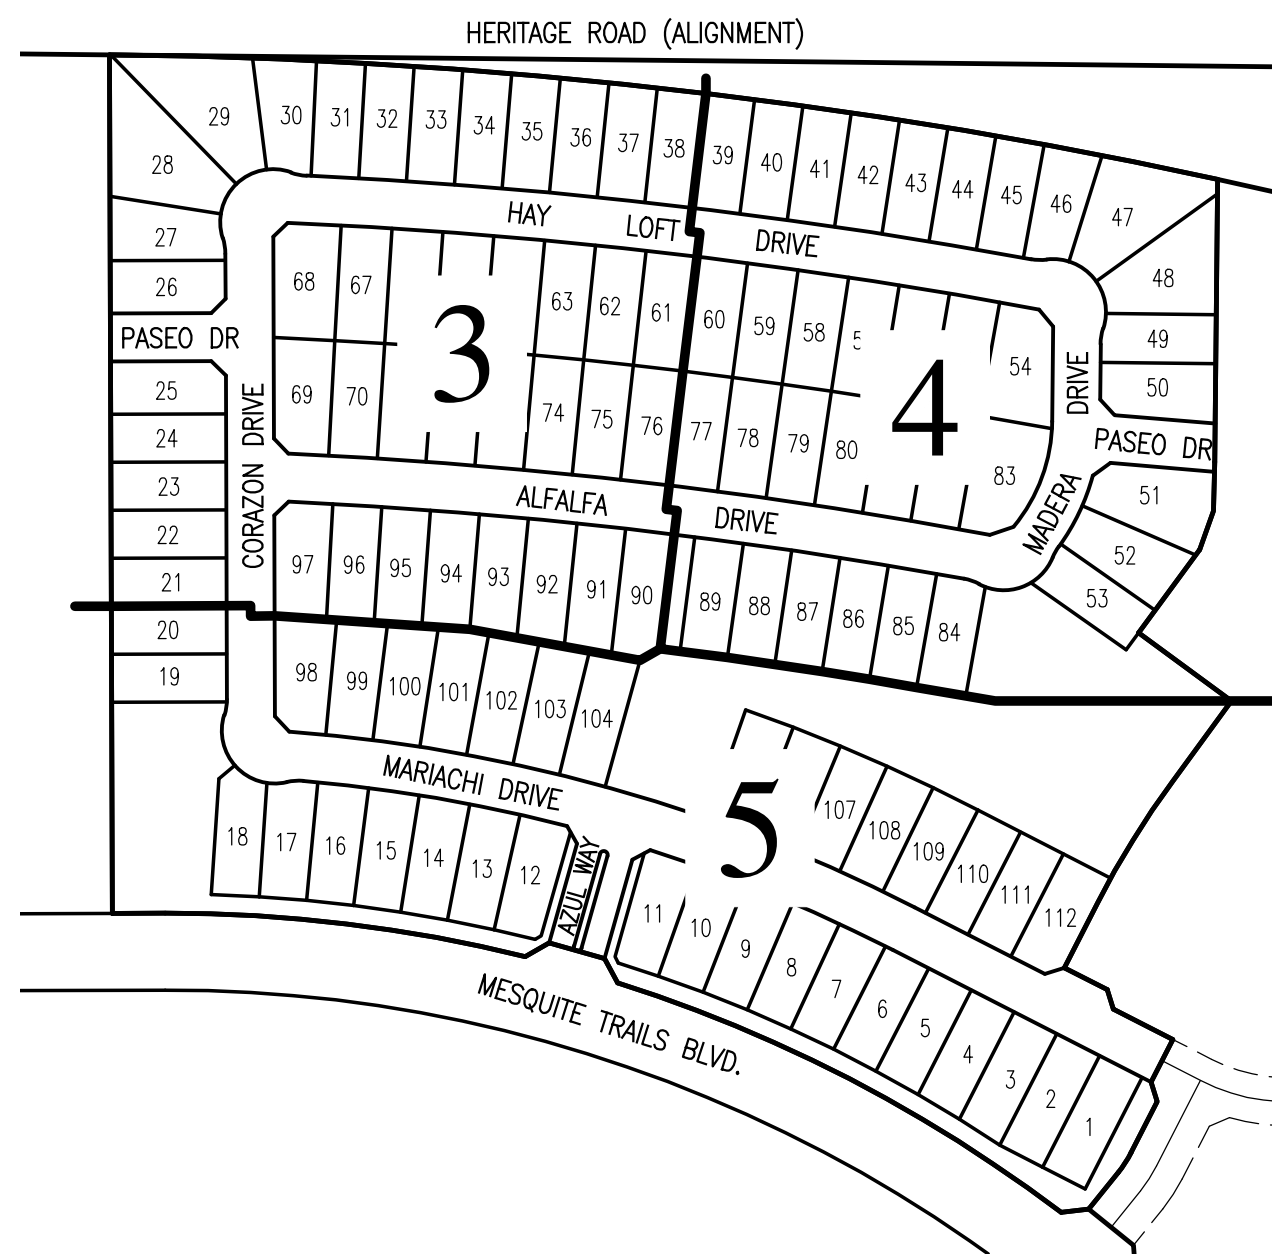 HERITAGE ROAD (ALIGNMENT)
29 30 31 32 33 34 35 36 37 38 39 40 41 42 43 44 45 46 47
28
27
26
48
49
50
HAY LOFT DRIVE
PASEO DR
68 67 63 62 61 60 59 58 5 54
3
4
69 70 74 75 76 77 78 79 80 83
25
24
23
22
21
20
19
CORAZON DRIVE
MADERA DRIVE
PASEO DR
51
52
53
ALFALFA DRIVE
97 96 95 94 93 92 91 90 89 88 87 86 85 84
98 99 100 101 102 103 104
MARIACHI DRIVE
5
107 108 109 110 111 112
18 17 16 15 14 13 12
AZUL WAY
11 10 9 8 7 6 5 4 3 2 1
MESQUITE TRAILS BLVD.